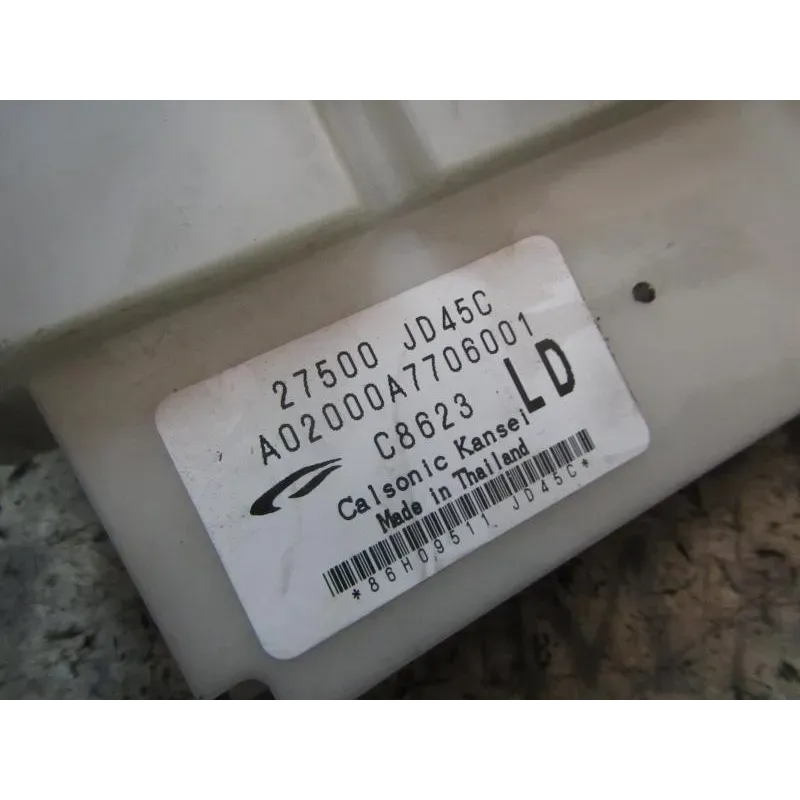 27500 JD45C
A02000A7706001
C8623 LD
Calsonic Kansei
Made in Thailand
*86H09511 JD45C*